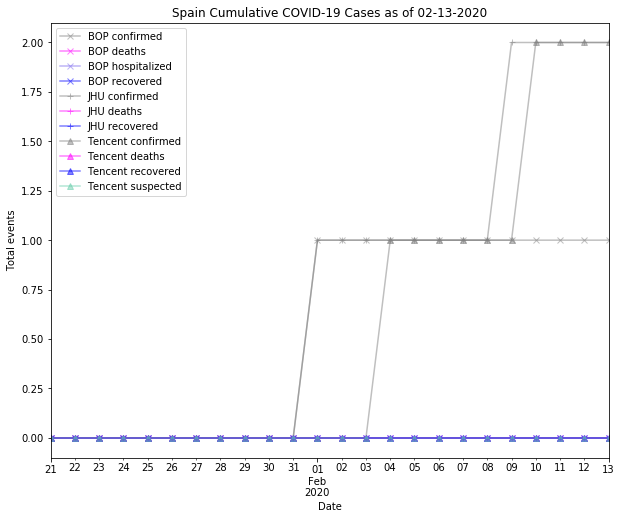 Spain Cumulative COVID-19 Cases as of 02-13-2020
BOP confirmed
BOP deaths
BOP hospitalized
BOP recovered
JHU confirmed
JHU deaths
JHU recovered
Tencent confirmed
Tencent deaths
Tencent recovered
Tencent suspected
Total events
2.00
1.75
1.50
1.25
1.00
0.75
0.50
0.25
0.00
21 22 23 24 25 26 27 28 29 30 31 01 02 03 04 05 06 07 08 09 10 11 12 13
Feb
2020
Date